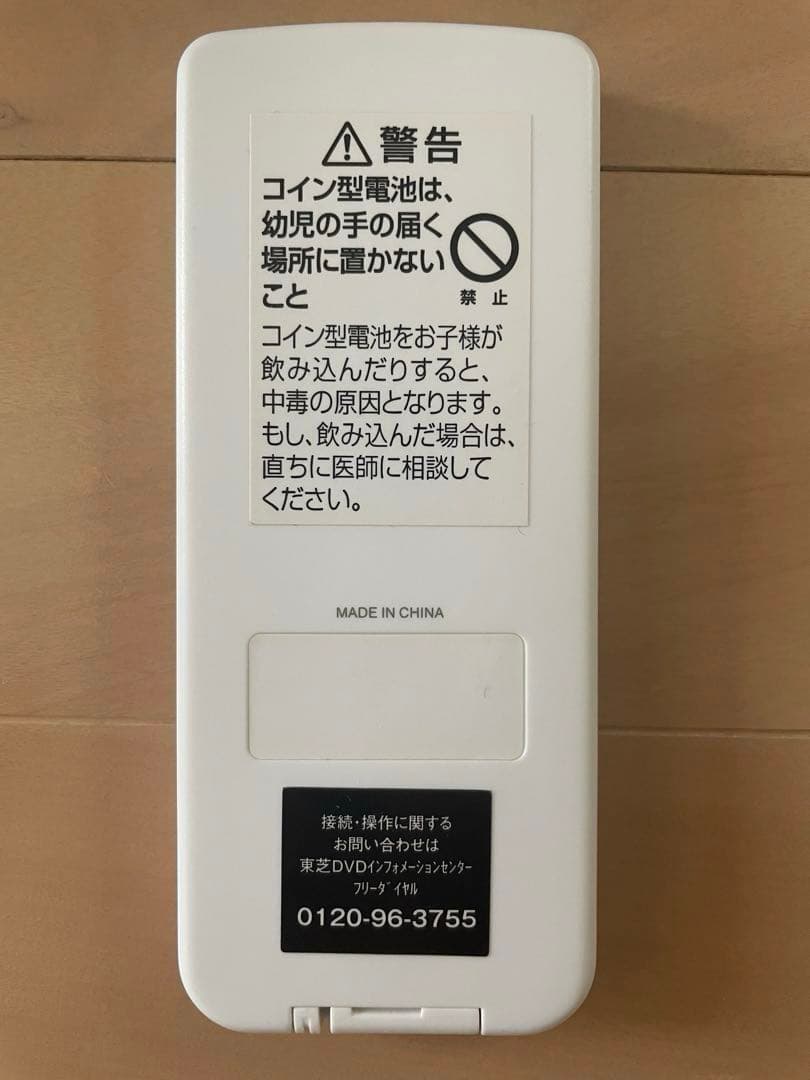 警告
コイン型電池は、
幼児の手の届く
場所に置かない
こと
禁止
コイン型電池をお子様が
飲み込んだりすると、
中毒の原因となります。
もし、飲み込んだ場合は、
直ちに医師に相談して
ください。
MADE IN CHINA
接続・操作に関する
お問い合わせは
東芝DVDインフォメーションセンター
フリーダイヤル
0120-96-3755